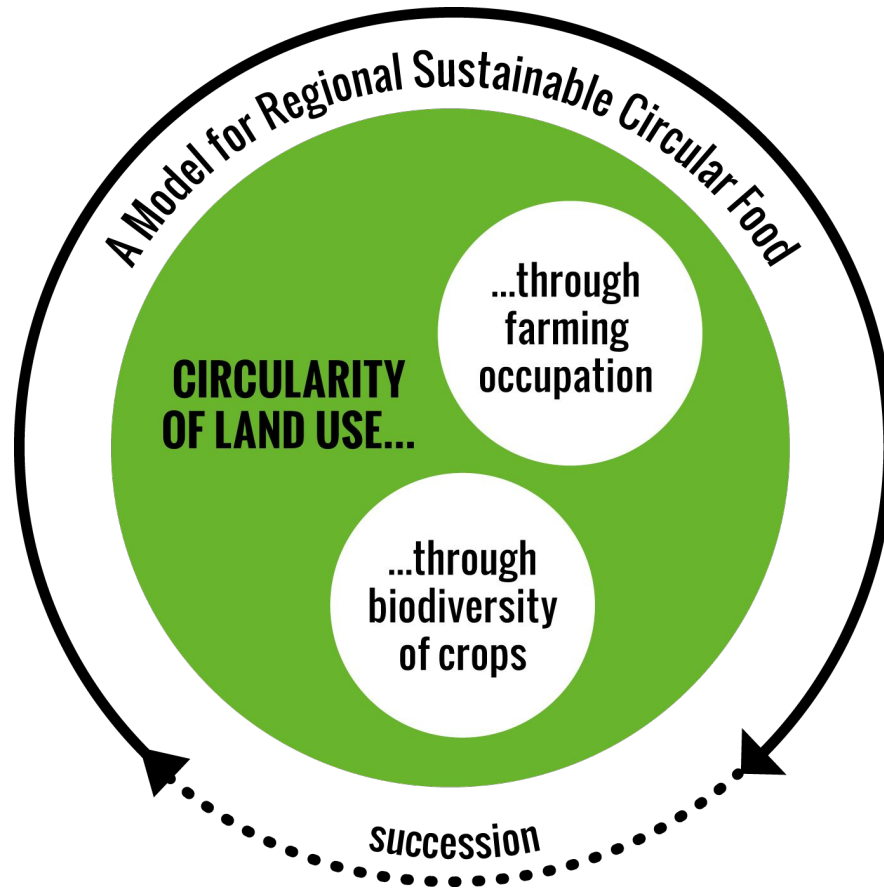 A Model for Regional Sustainable Circular Food
...through
farming
occupation
CIRCULARITY
OF LAND USE...
...through
biodiversity
of crops
succession